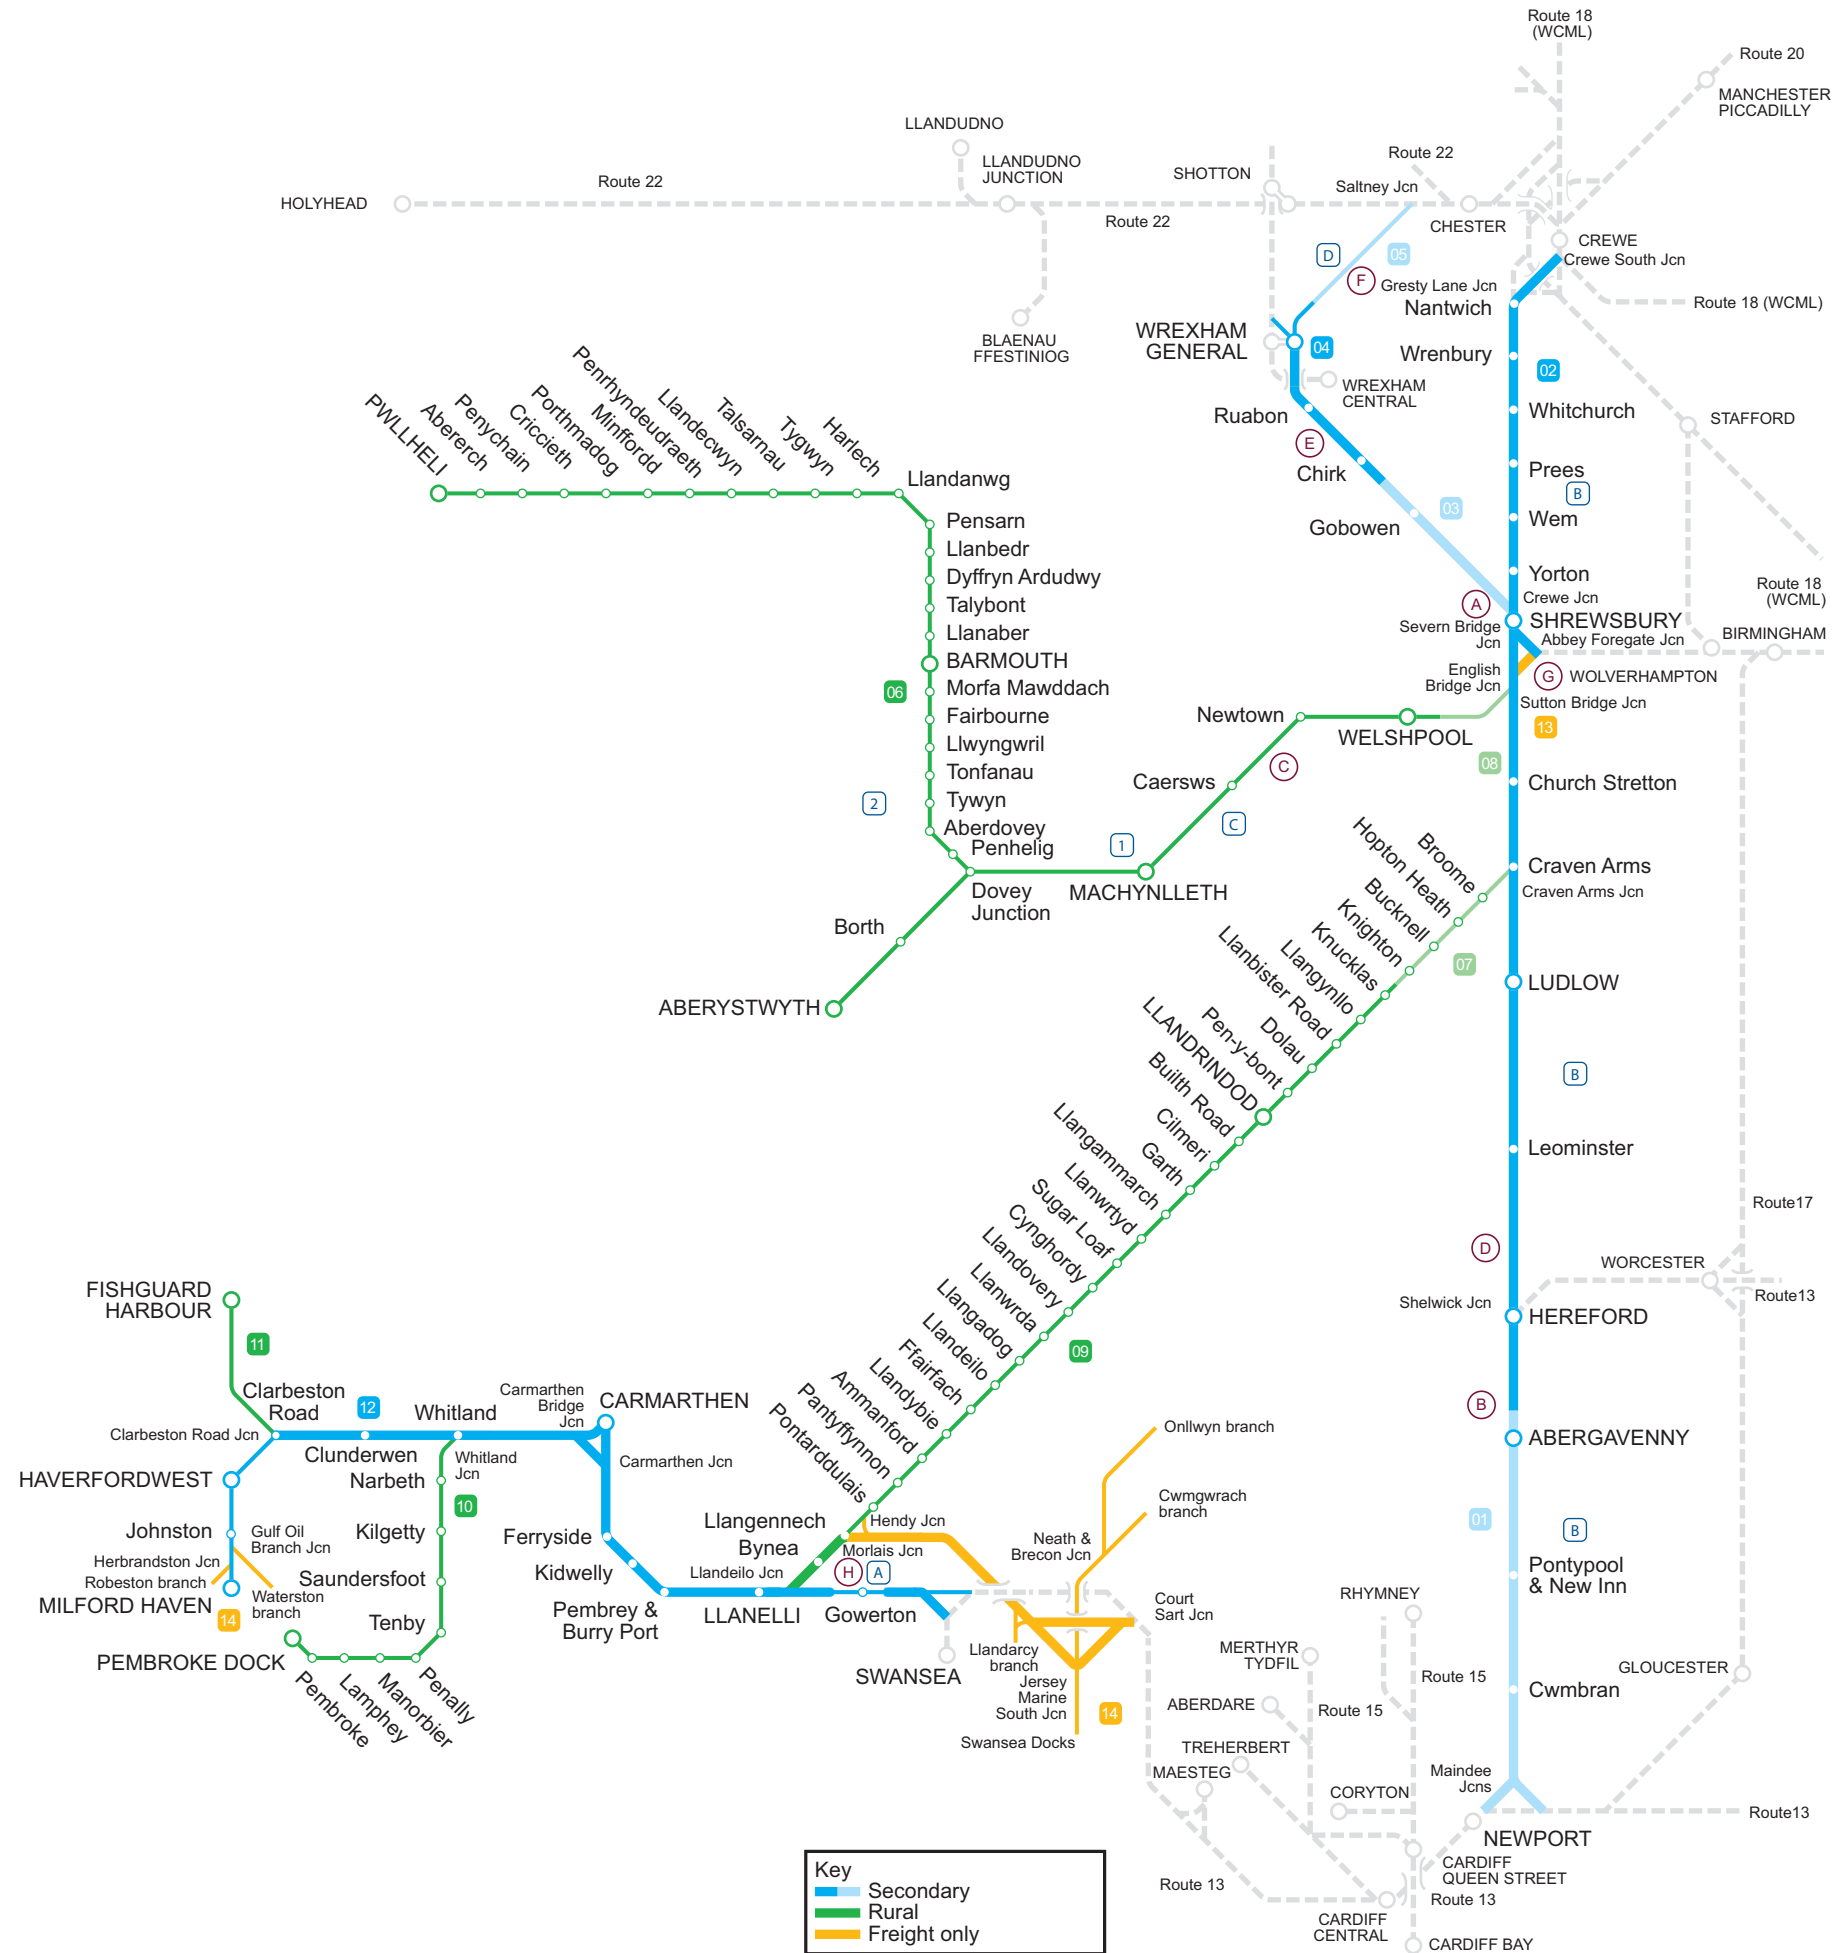 Route 18
(WCML)
Route 20
MANCHESTER
PICCADILLY
LLANDUDNO
LLANDUDNO
JUNCTION
Route 22
HOLYHEAD
Route 22
SHOTTON
Route 22
Saltney Jcn
CHESTER
CREWE
Crewe South Jcn
D
05
F
Gresty Lane Jcn
Nantwich
Route 18 (WCML)
BLAENAU
FFESTINIOG
WREXHAM
GENERAL
04
Wrenbury
02
WREXHAM
CENTRAL
Ruabon
Whitchurch
STAFFORD
E
Chirk
Prees
B
03
Gobowen
Wem
Yorton
Crewe Jcn
Route 18
(WCML)
A
SHREWSBURY
Severn Bridge
Jcn
Abbey Foregate Jcn
BIRMINGHAM
English
Bridge Jcn
G
WOLVERHAMPTON
Sutton Bridge Jcn
13
PWLLHELI
Abererch
Penychain
Criccieth
Porthmadog
Minffordd
Penrhyndeudraeth
Llandecwyn
Talsarnau
Tygwyn
Harlech
Llandanwg
Pensarn
Llanbedr
Dyffryn Ardudwy
Talybont
Llanaber
BARMOUTH
06
Morfa Mawddach
Fairbourne
Llwyngwril
Tonfanau
2
Tywyn
Aberdovey
Penhelig
Dovey
Junction
Borth
ABERYSTWYTH
1
MACHYNLLETH
C
Caersws
C
Newtown
WELSHPOOL
08
Church Stretton
Craven Arms
Craven Arms Jcn
Broome
Hopton Heath
Bucknell
Knighton
Knucklas
Llangynllo
Llanbister Road
Dolau
Pen-y-bont
LLANDRINDOD
Builth Road
Cilmeri
Garth
Llangammarch
Llanwrtyd
Sugar Loaf
Cynghordy
Llandovery
Llanwrda
Llangadog
Llandeilo
Ffairfach
Llandybie
Ammanford
Pantyffynnon
Pontarddulais
07
09
LUDLOW
B
Leominster
Route17
D
WORCESTER
Route13
Shelwick Jcn
HEREFORD
B
ABERGAVENNY
01
B
Pontypool
& New Inn
Cwmbran
GLOUCESTER
Maindee
Jcns
Route13
NEWPORT
FISHGUARD
HARBOUR
11
Clarbeston
Road
12
Whitland
Carmarthen
Bridge
Jcn
CARMARTHEN
Clarbeston Road Jcn
Clunderwen
Whitland
Jcn
Carmarthen Jcn
HAVERFORDWEST
Narbeth
10
Johnston
Gulf Oil
Branch Jcn
Kilgetty
Herbrandston Jcn
Robeston branch
Saundersfoot
Waterston
branch
MILFORD HAVEN
14
Tenby
PEMBROKE DOCK
Pembroke
Lamphey
Manorbier
Penally
Ferryside
Kidwelly
Pembrey &
Burry Port
Llangennech
Bynea
Hendy Jcn
Morlais Jcn
Llandeilo Jcn
H
A
LLANELLI
Gowerton
SWANSEA
Onllwyn branch
Cwmgwrach
branch
Neath &
Brecon Jcn
Court
Sart Jcn
Llandarcy
branch
Jersey
Marine
South Jcn
14
Swansea Docks
RHYMNEY
MERTHYR
TYDFIL
Route 15
ABERDARE
Route 15
TREHERBERT
MAESTEG
CORYTON
Route 13
CARDIFF
QUEEN STREET
Route 13
CARDIFF
CENTRAL
CARDIFF BAY
Key
Secondary
Rural
Freight only